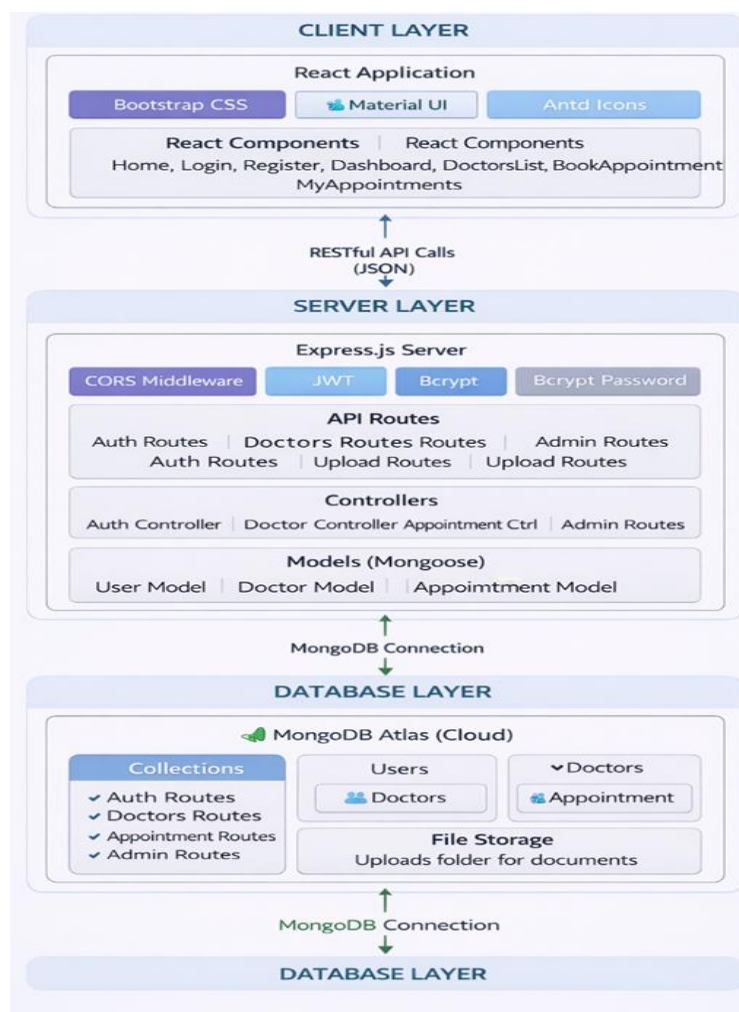 CLIENT LAYER
React Application
Bootstrap CSS
Material UI
Antd Icons
React Components | React Components
Home, Login, Register, Dashboard, DoctorsList, BookAppointment
MyAppointments
RESTful API Calls
(JSON)
SERVER LAYER
Express.js Server
CORS Middleware
JWT
Bcrypt
Bcrypt Password
API Routes
Auth Routes | Doctors Routes Routes | Admin Routes
Auth Routes | Upload Routes | Upload Routes
Controllers
Auth Controller | Doctor Controller Appointment Ctrl | Admin Routes
Models (Mongoose)
User Model | Doctor Model | Appoimtment Model
MongoDB Connection
DATABASE LAYER
MongoDB Atlas (Cloud)
Collections
Auth Routes
Doctors Routes
Appointment Routes
Admin Routes
Users
Doctors
Doctors
Appointment
File Storage
Uploads folder for documents
MongoDB Connection
DATABASE LAYER